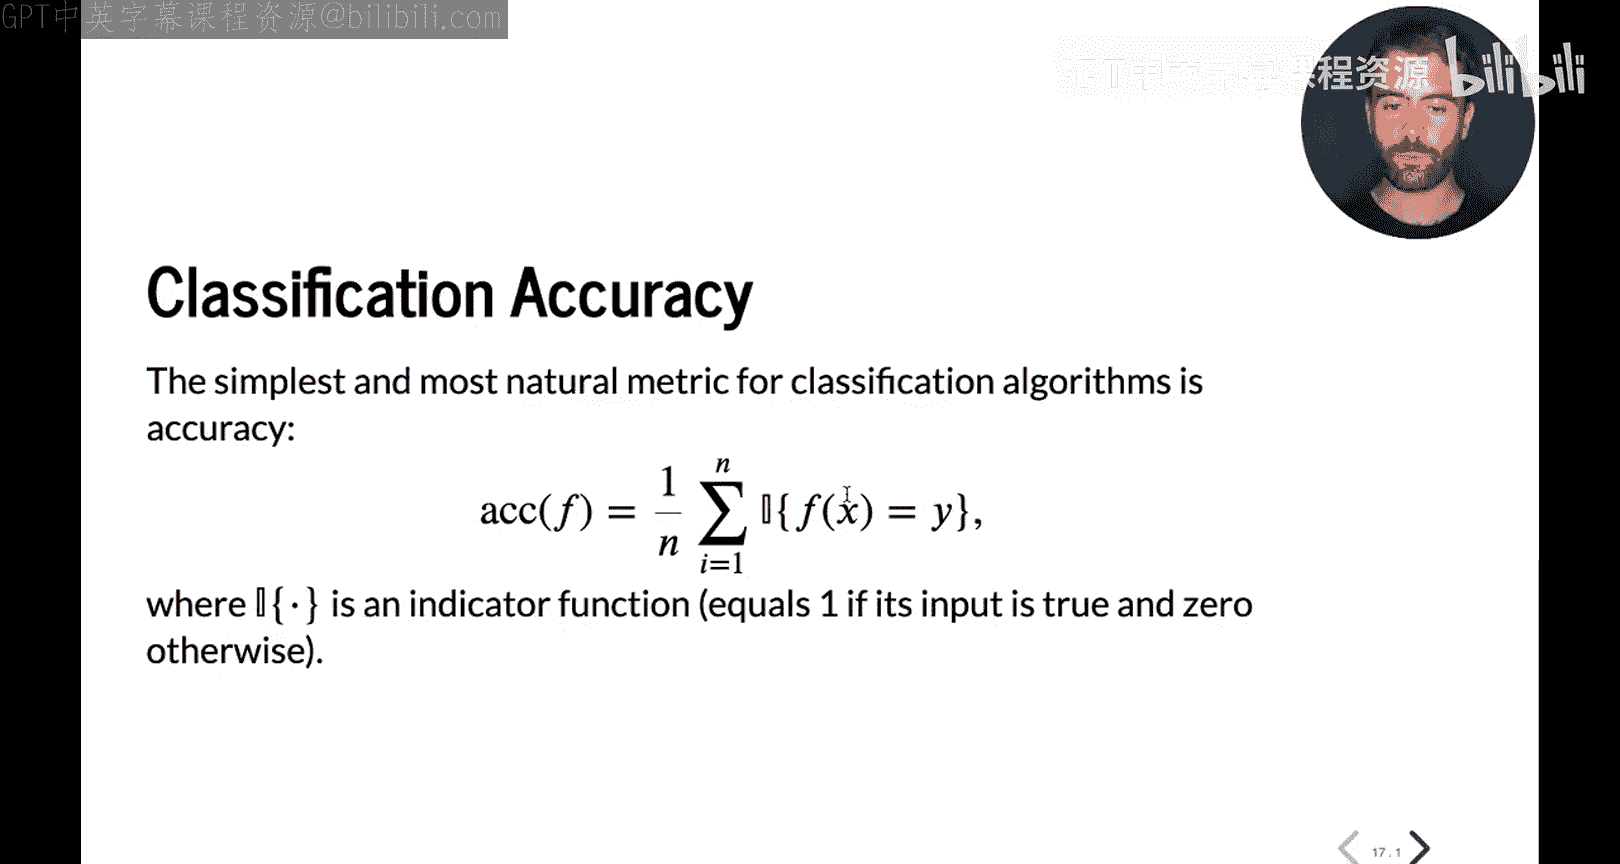 GPT中英字幕课程资源@bilibili.com
程资源 bilibili
Classification Accuracy
The simplest and most natural metric for classification algorithms is
accuracy:
acc(f) = \frac{1}{n} \sum_{i=1}^{n} 𝕀{ f(x) = y},
where 𝕀{ · } is an indicator function (equals 1 if its input is true and zero
otherwise).
17.1